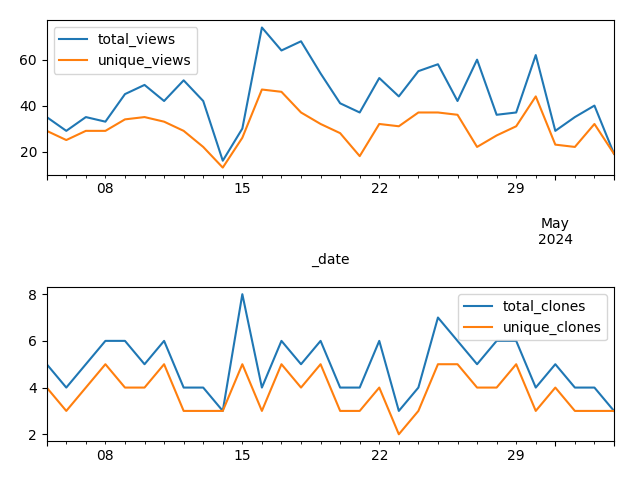 total_views
unique_views
60
40
20
08 15 22 29
May
2024
_date
total_clones
unique_clones
8
6
4
2
08 15 22 29